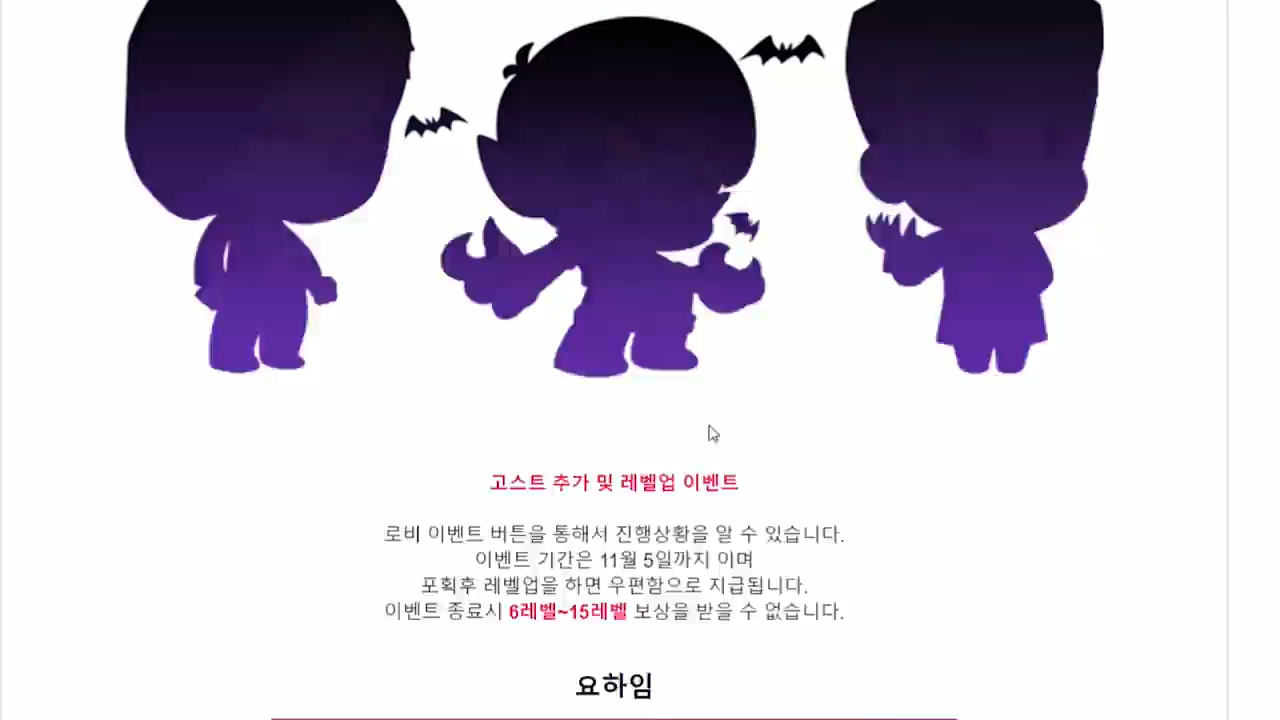 고스트 추가 및 레벨업 이벤트
로비 이벤트 버튼을 통해서 진행상황을 알 수 있습니다.
이벤트 기간은 11월 5일까지 이며
포획후 레벨업을 하면 우편함으로 지급됩니다.
이벤트 종료시 6레벨~15레벨 보상을 받을 수 없습니다.
요하임